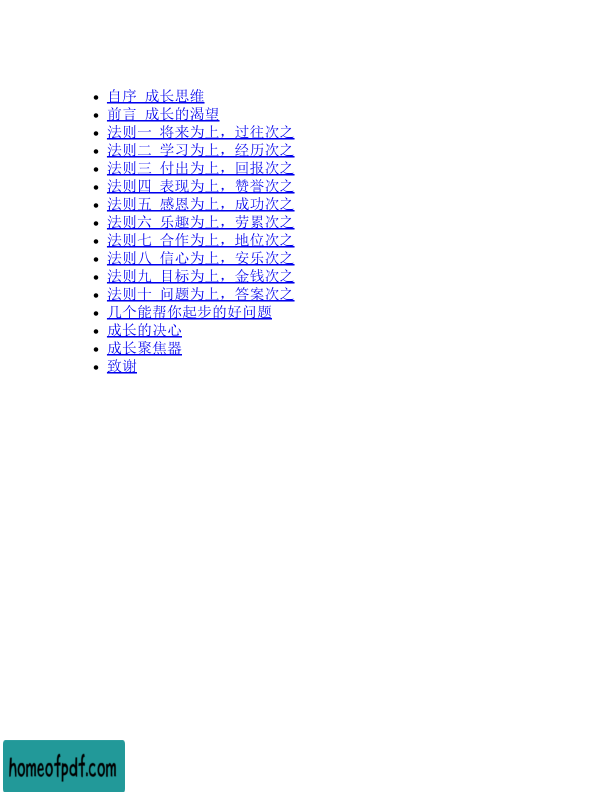 自序 成长思维
前言 成长的渴望
法则一 将来为上，过往次之
法则二 学习为上，经历次之
法则三 付出为上，回报次之
法则四 表现为上，赞誉次之
法则五 感恩为上，成功次之
法则六 乐趣为上，劳累次之
法则七 合作为上，地位次之
法则八 信心为上，安乐次之
法则九 目标为上，金钱次之
法则十 问题为上，答案次之
几个能帮你起步的好问题
成长的决心
成长聚焦器
致谢
homeofpdf.com